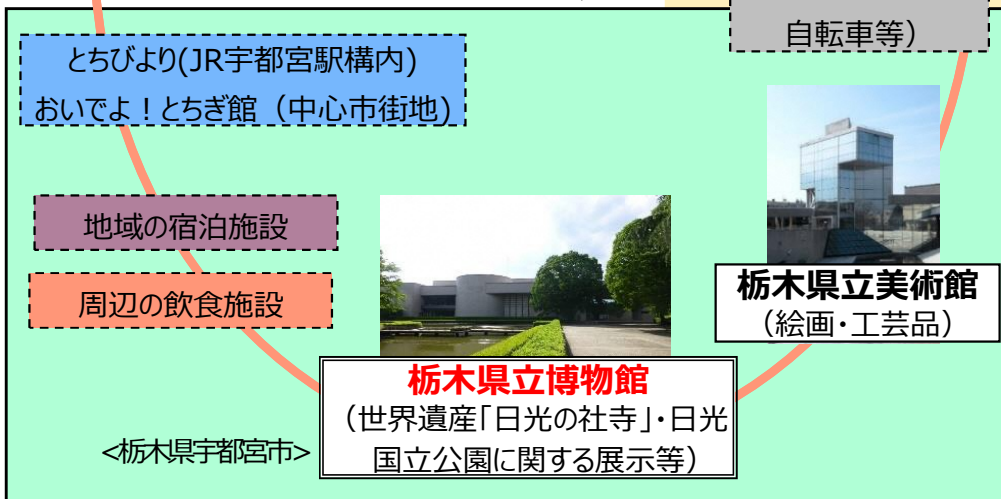 自転車等）
とちびより(JR宇都宮駅構内)
おいでよ！とちぎ館（中心市街地）
地域の宿泊施設
周辺の飲食施設
栃木県立美術館
（絵画・工芸品）
栃木県立博物館
（世界遺産「日光の社寺」・日光
国立公園に関する展示等）
<栃木県宇都宮市>